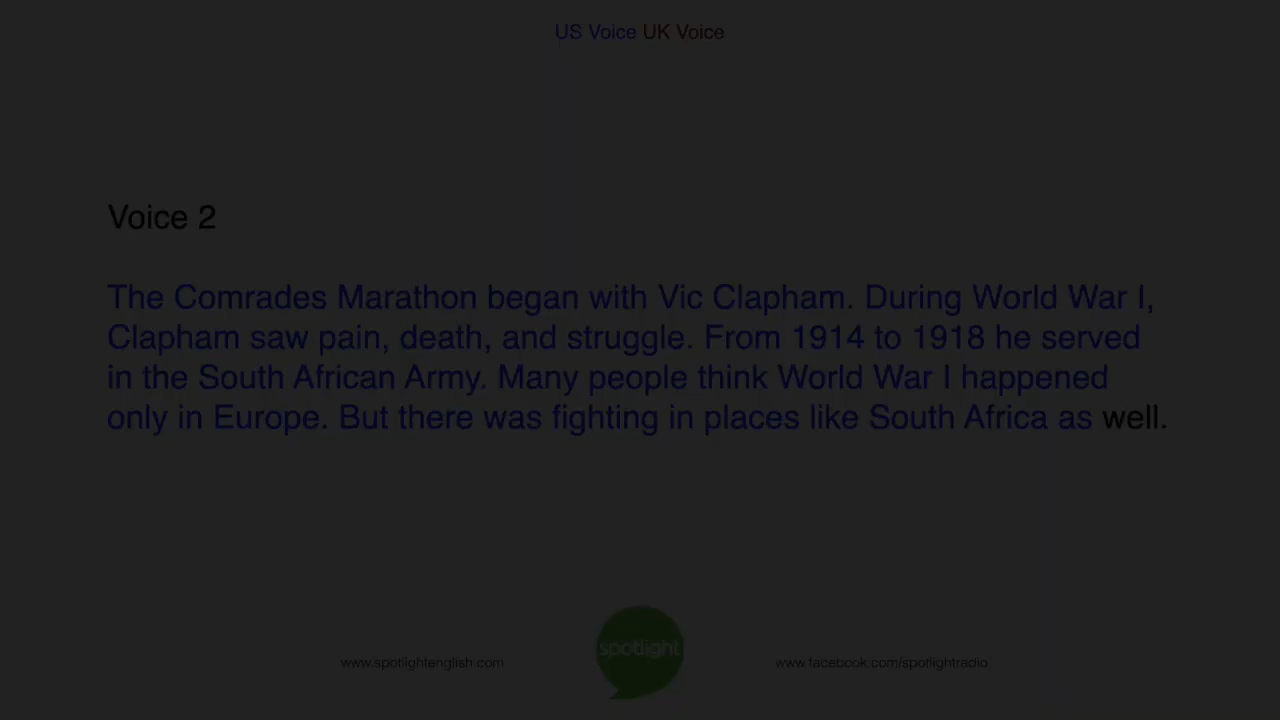 US Voice UK Voice
Voice 2
The Comrades Marathon began with Vic Clapham. During World War I,
Clapham saw pain, death, and struggle. From 1914 to 1918 he served
in the South African Army. Many people think World War I happened
only in Europe. But there was fighting in places like South Africa as well.
spotlight
www.spotlightenglish.com
www.facebook.com/spotlightradio